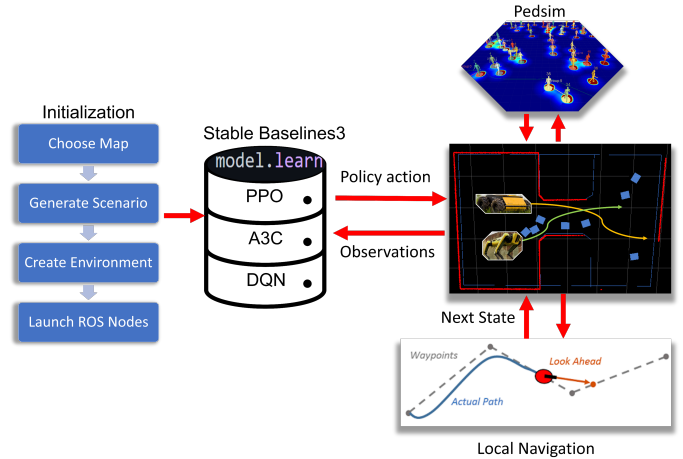 Pedsim
Initialization
Choose Map
Generate Scenario
Create Environment
Launch ROS Nodes
Stable Baselines3
model.learn
PPO
A3C
DQN
Policy action
Observations
Next State
Waypoints
Look Ahead
Actual Path
Local Navigation